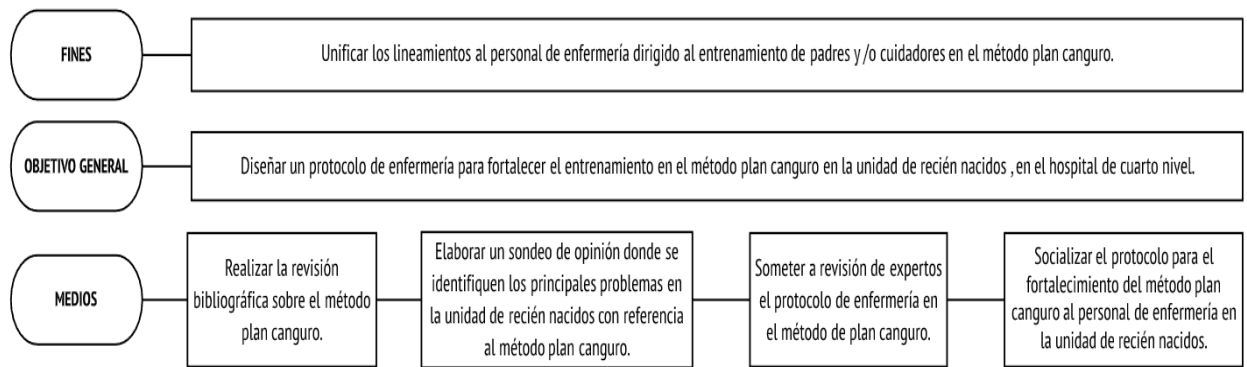 FINES
Unificar los lineamientos al personal de enfermería dirigido al entrenamiento de padres y/o cuidadores en el método plan canguro.
OBJETIVO GENERAL
Diseñar un protocolo de enfermería para fortalecer el entrenamiento en el método plan canguro en la unidad de recién nacidos , en el hospital de cuarto nivel.
MEDIOS
Realizar la revisión
bibliográfica sobre el método
plan canguro.
Elaborar un sondeo de opinión donde se
identifiquen los principales problemas en
la unidad de recién nacidos con referencia
al método plan canguro.
Someter a revisión de expertos
el protocolo de enfermería en
el método de plan canguro.
Socializar el protocolo para el
fortalecimiento del método plan
canguro al personal de enfermería en
la unidad de recién nacidos.